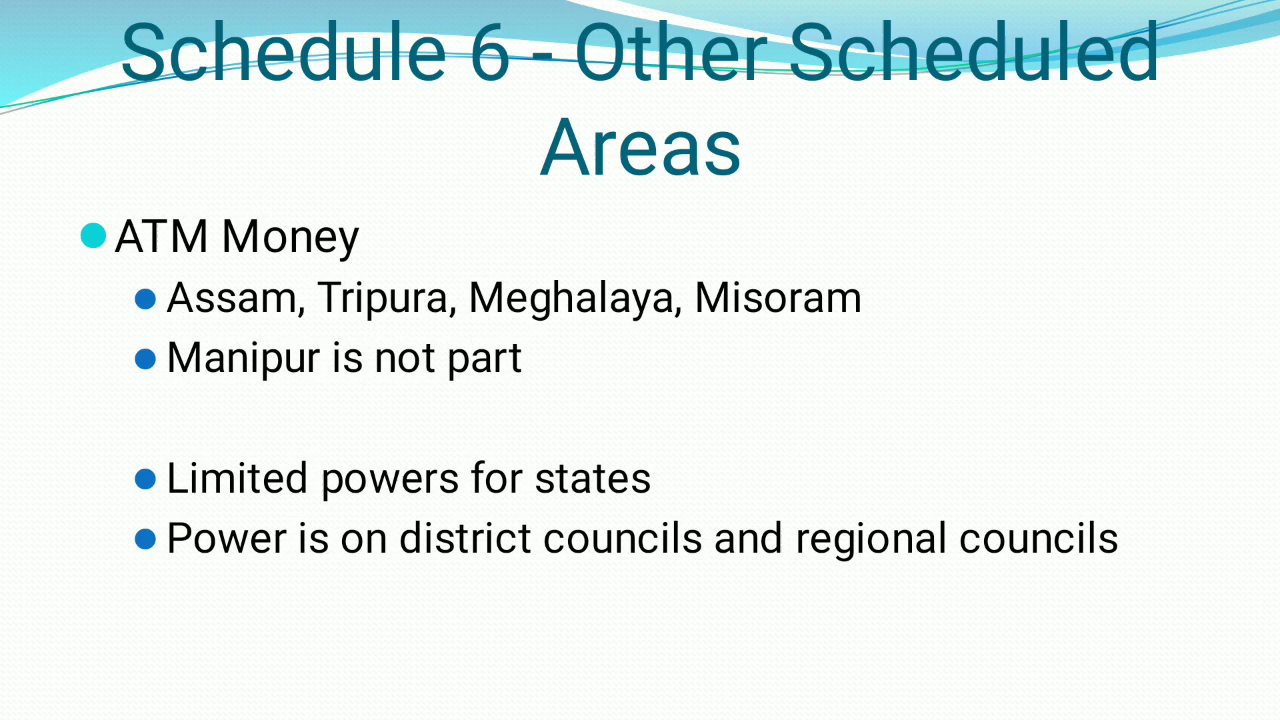 Schedule 6 - Other Scheduled
Areas
ATM Money
Assam, Tripura, Meghalaya, Misoram
Manipur is not part
Limited powers for states
Power is on district councils and regional councils